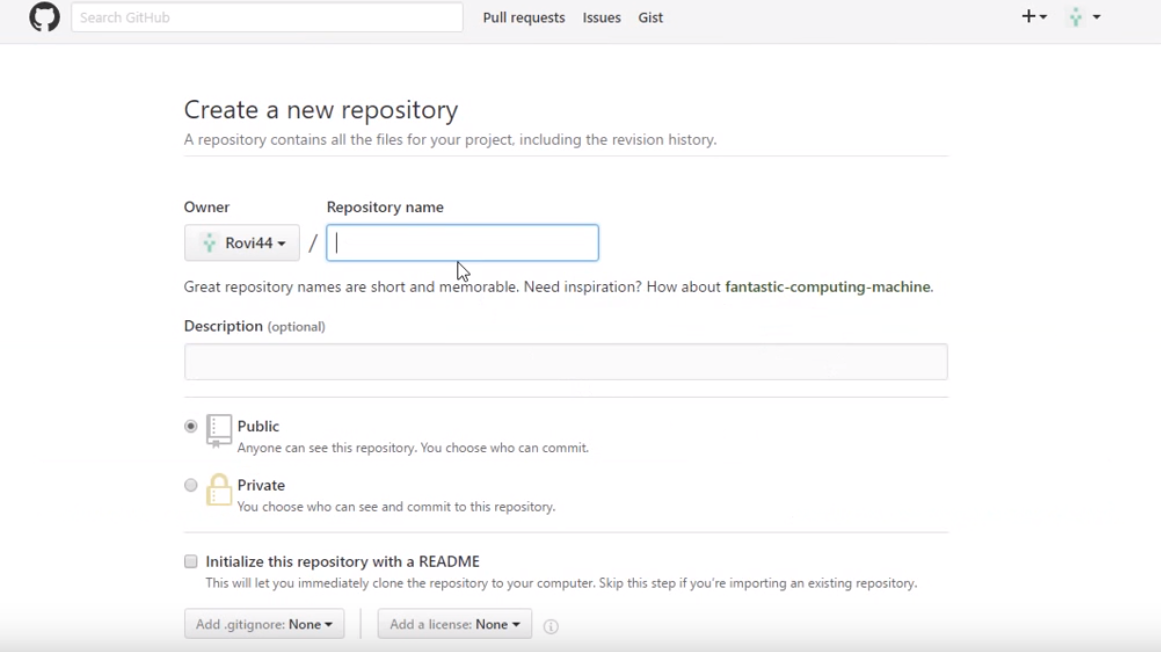 Search GitHub Pull requests Issues Gist
Create a new repository
A repository contains all the files for your project, including the revision history.
Owner Repository name
Rovi44 /
Great repository names are short and memorable. Need inspiration? How about fantastic-computing-machine.
Description (optional)
Public
Anyone can see this repository. You choose who can commit.
Private
You choose who can see and commit to this repository.
Initialize this repository with a README
This will let you immediately clone the repository to your computer. Skip this step if you're importing an existing repository.
Add .gitignore: None Add a license: None